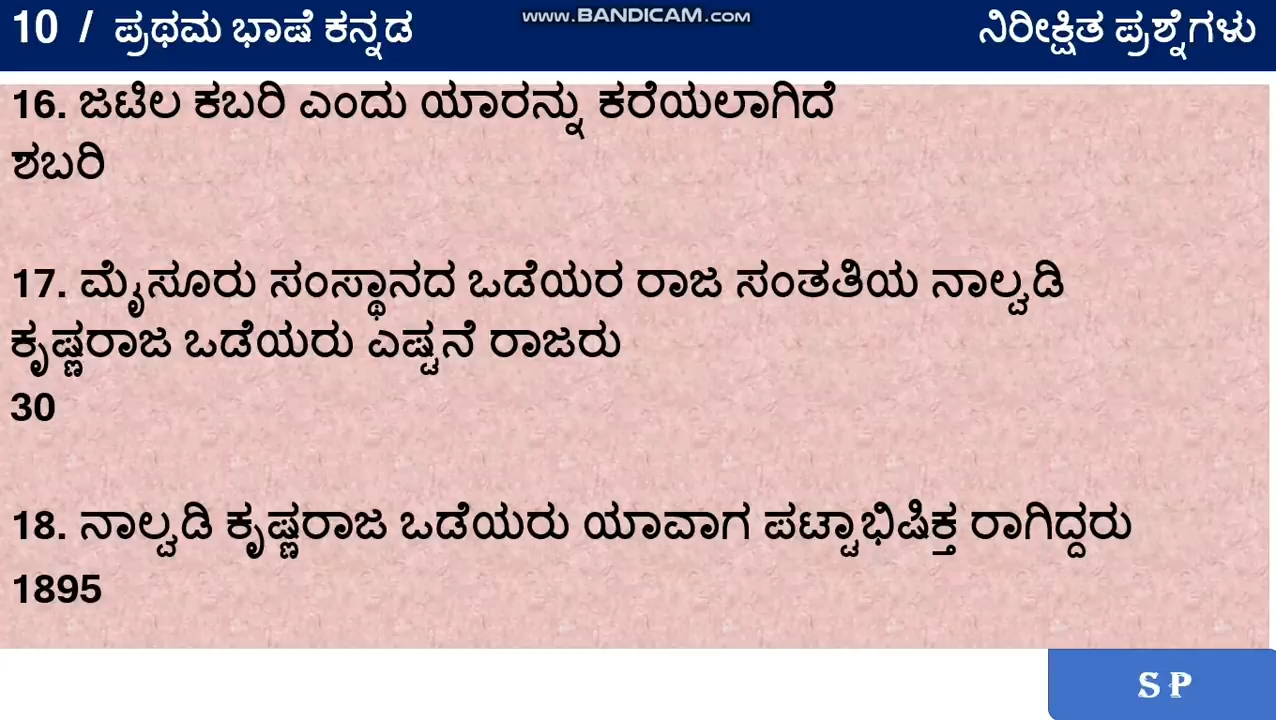 www.BANDICAM.com
10 / ಪ್ರಥಮ ಭಾಷೆ ಕನ್ನಡ
ನಿರೀಕ್ಷಿತ ಪ್ರಶ್ನೆಗಳು
16. ಜಟಿಲ ಕಬರಿ ಎಂದು ಯಾರನ್ನು ಕರೆಯಲಾಗಿದೆ
ಶಬರಿ
17. ಮೈಸೂರು ಸಂಸ್ಥಾನದ ಒಡೆಯರ ರಾಜ ಸಂತತಿಯ ನಾಲ್ವಡಿ
ಕೃಷ್ಣರಾಜ ಒಡೆಯರು ಎಷ್ಟನೆ ರಾಜರು
30
18. ನಾಲ್ವಡಿ ಕೃಷ್ಣರಾಜ ಒಡೆಯರು ಯಾವಾಗ ಪಟ್ಟಾಭಿಷಿಕ್ತ ರಾಗಿದ್ದರು
1895
S P